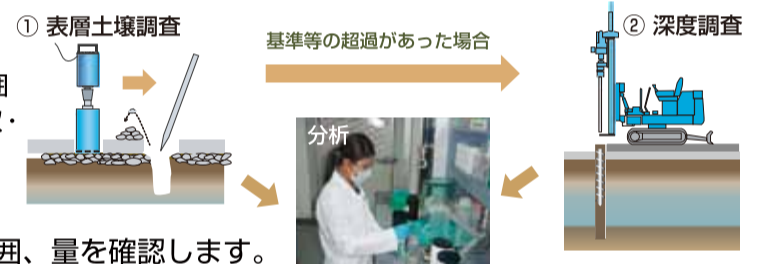 ① 表層土壌調査
② 深度調査
基準等の超過があった場合
囲
・
分析
囲、量を確認します。